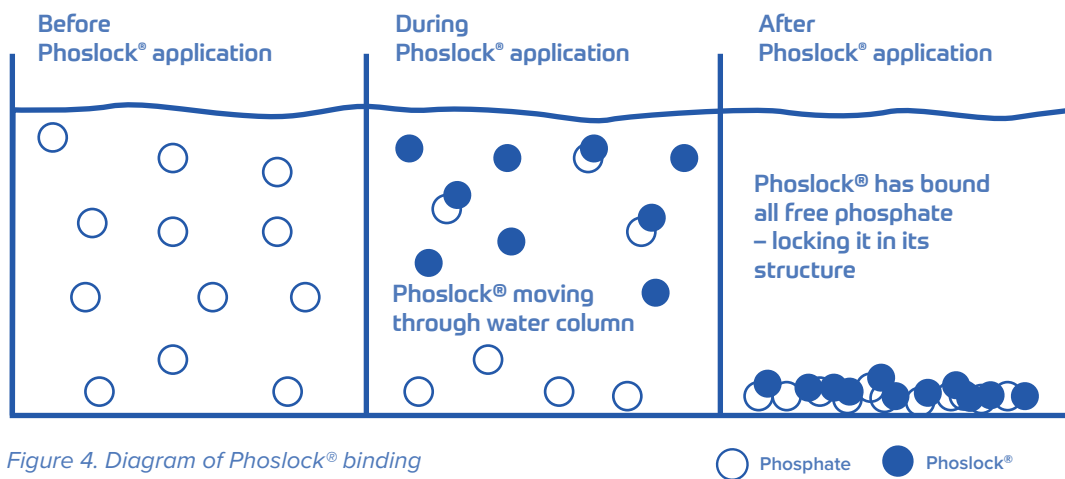 Before
Phoslock® application
During
Phoslock® application
After
Phoslock® application
Phoslock® moving
through water column
Phoslock® has bound
all free phosphate
– locking it in its
structure
Figure 4. Diagram of Phoslock® binding
Phosphate
Phoslock®